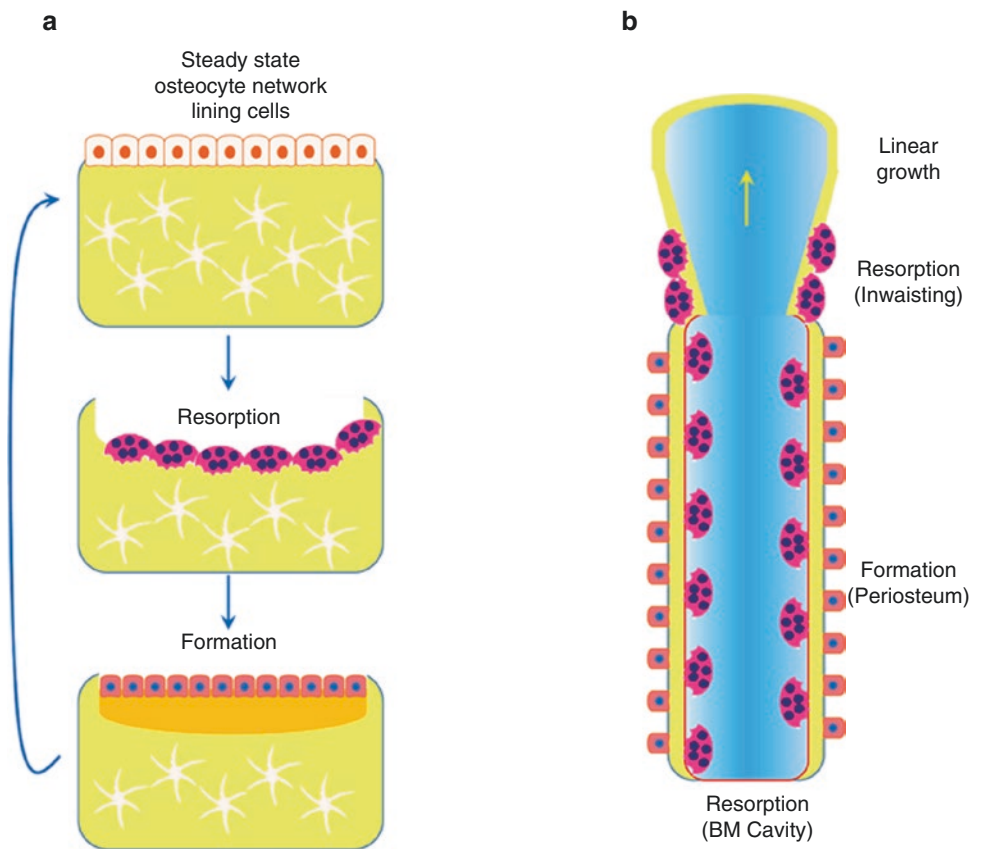 a
Steady state
osteocyte network
lining cells
Resorption
Formation
b
Linear
growth
Resorption
(Inwaisting)
Formation
(Periosteum)
Resorption
(BM Cavity)